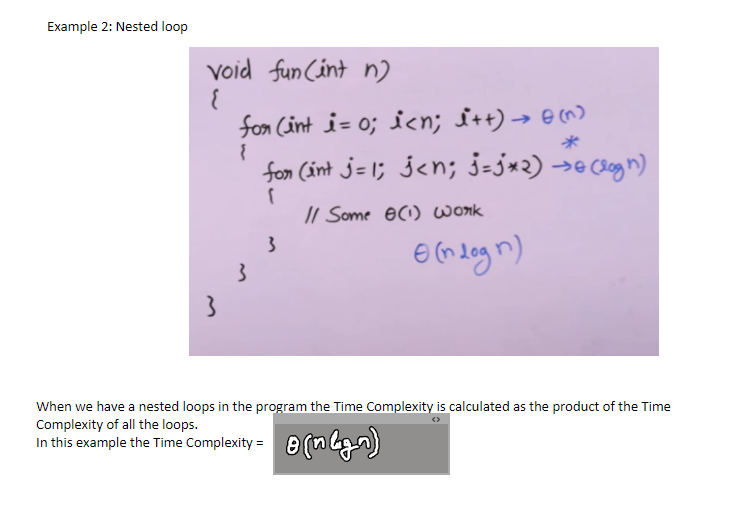 Example 2: Nested loop
void fun(int n)
{
for (int i= 0; i<n; i++) → θ(n)
{
*
for (int j= 1; j<n; j=j*2) → θ(log n)
{
// Some θ(1) work
}
θ(n log n)
}
}
When we have a nested loops in the program the Time Complexity is calculated as the product of the Time
Complexity of all the loops.
In this example the Time Complexity = θ(n log n)